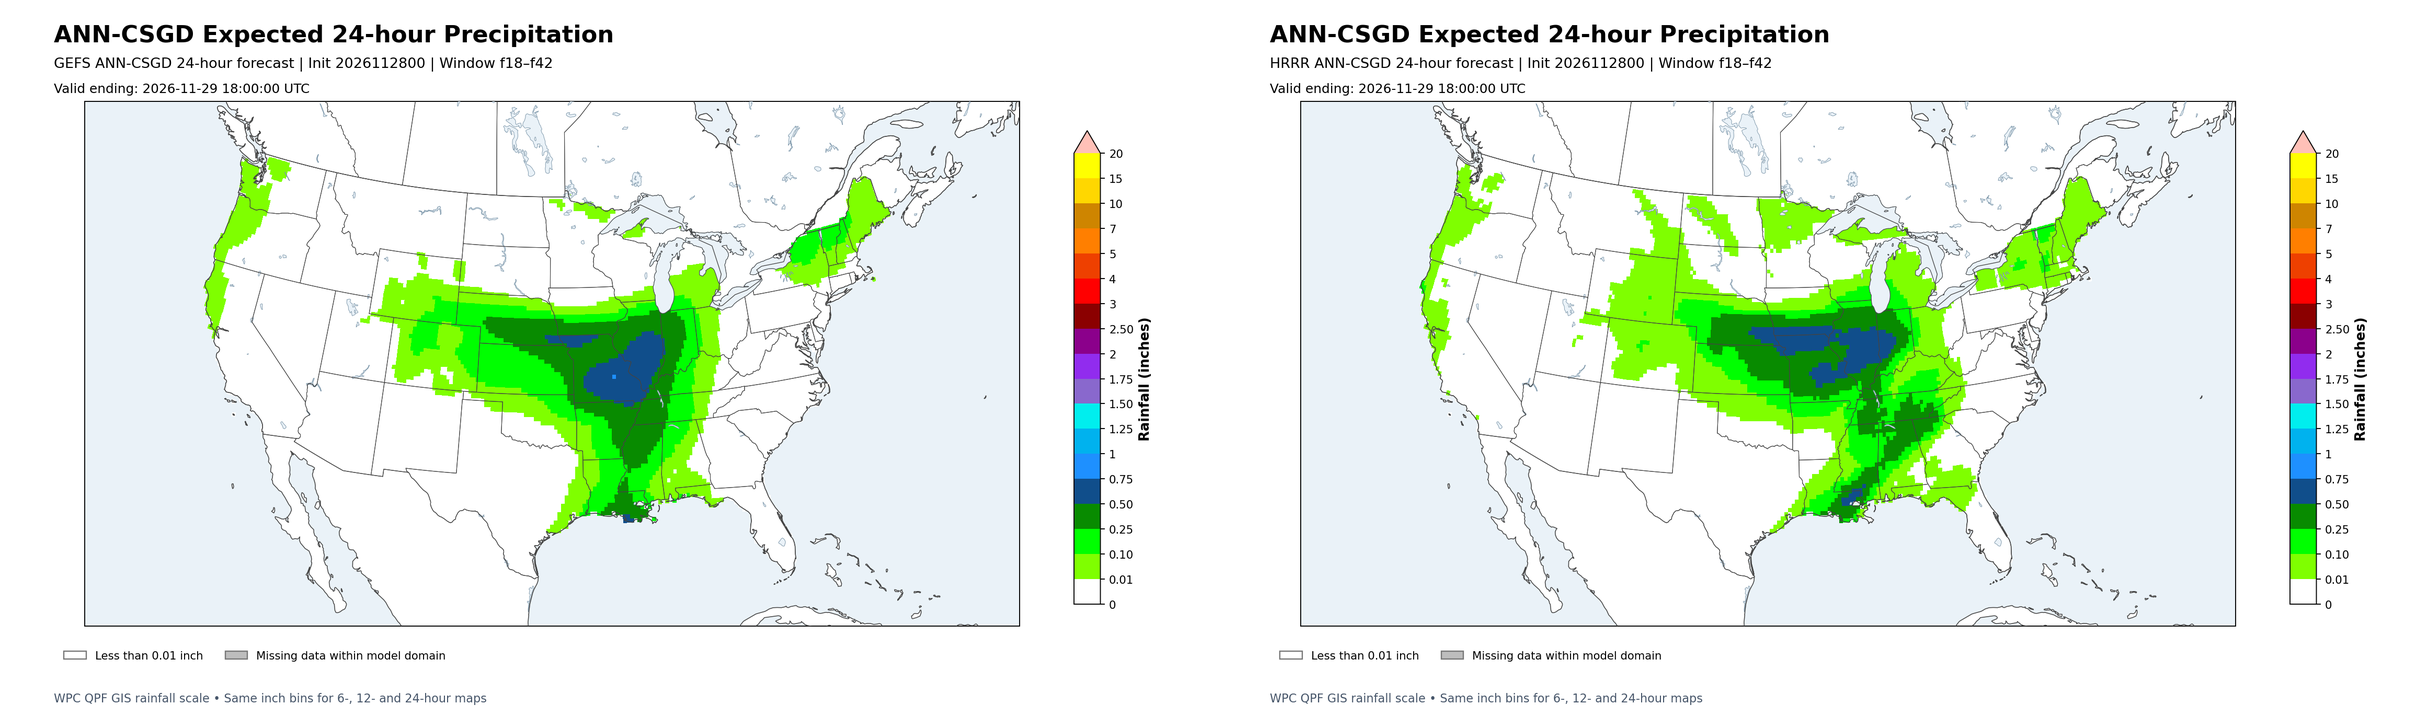 ANN-CSGD Expected 24-hour Precipitation
GEFS ANN-CSGD 24-hour forecast | Init 2026112800 | Window f18–f42
Valid ending: 2026-11-29 18:00:00 UTC
20
15
10
7
5
4
3
2.50
2
1.75
1.50
1.25
1
0.75
0.50
0.25
0.10
0.01
0
Rainfall (inches)
Less than 0.01 inch
Missing data within model domain
WPC QPF GIS rainfall scale • Same inch bins for 6-, 12- and 24-hour maps
ANN-CSGD Expected 24-hour Precipitation
HRRR ANN-CSGD 24-hour forecast | Init 2026112800 | Window f18–f42
Valid ending: 2026-11-29 18:00:00 UTC
20
15
10
7
5
4
3
2.50
2
1.75
1.50
1.25
1
0.75
0.50
0.25
0.10
0.01
0
Rainfall (inches)
Less than 0.01 inch
Missing data within model domain
WPC QPF GIS rainfall scale • Same inch bins for 6-, 12- and 24-hour maps